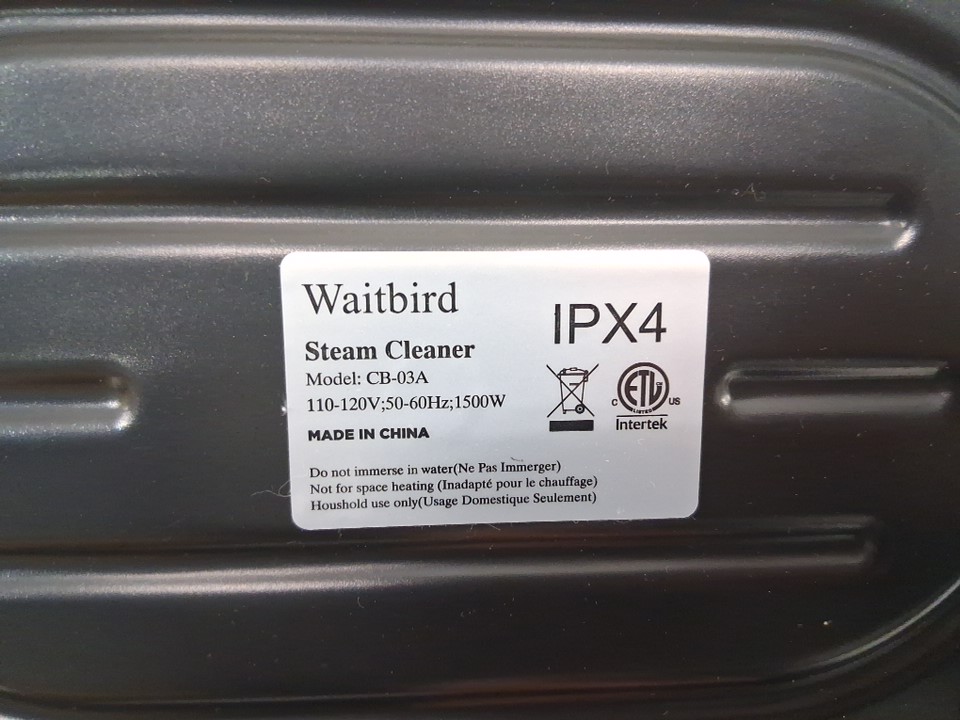 Waitbird
IPX4
Steam Cleaner
Model: CB-03A
110-120V;50-60Hz;1500W
MADE IN CHINA
ETL
C LISTED US
Intertek
Do not immerse in water(Ne Pas Immerger)
Not for space heating (Inadapté pour le chauffage)
Houshold use only(Usage Domestique Seulement)